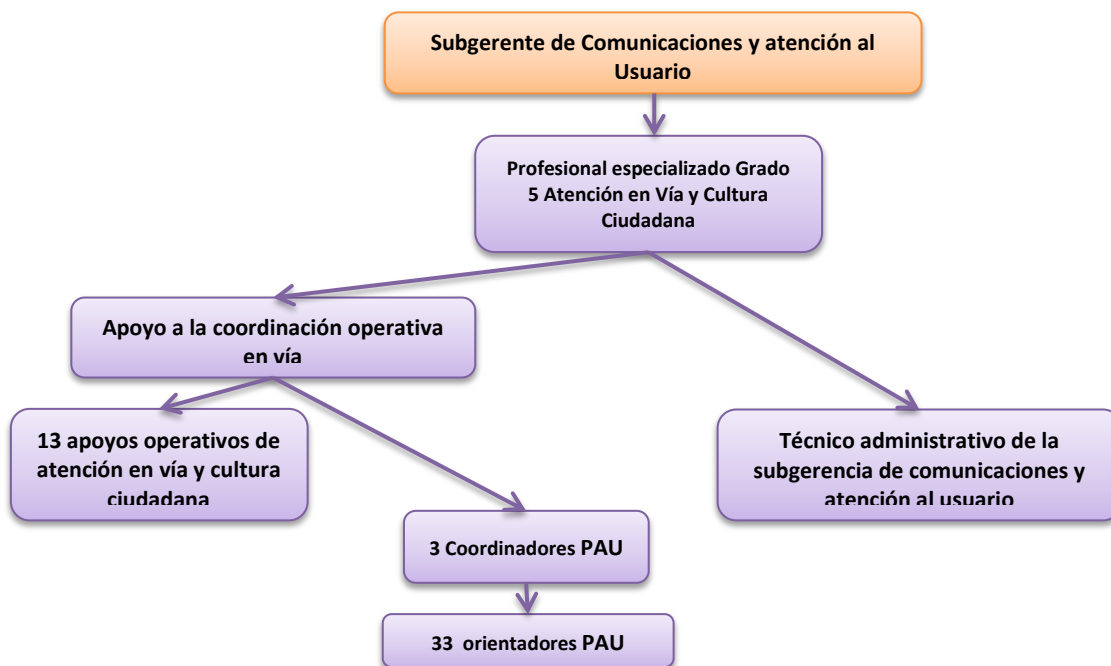 Subgerente de Comunicaciones y atención al
Usuario
Profesional especializado Grado
5 Atención en Vía y Cultura
Ciudadana
Apoyo a la coordinación operativa
en vía
13 apoyos operativos de
atención en vía y cultura
ciudadana
Técnico administrativo de la
subgerencia de comunicaciones y
atención al usuario
3 Coordinadores PAU
33 orientadores PAU